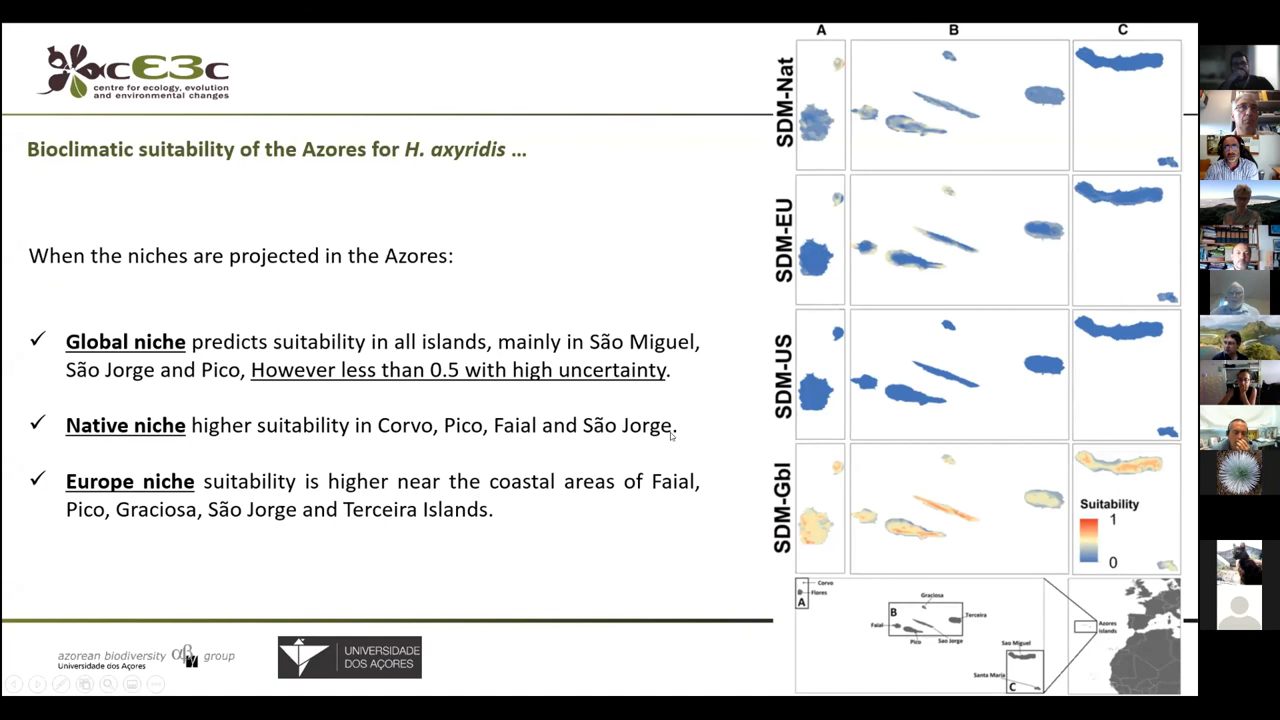 cE3c
centre for ecology, evolution
and environmental changes
Bioclimatic suitability of the Azores for H. axyridis ...
When the niches are projected in the Azores:
✓ Global niche predicts suitability in all islands, mainly in São Miguel,
São Jorge and Pico, However less than 0.5 with high uncertainty.
✓ Native niche higher suitability in Corvo, Pico, Faial and São Jorge.
✓ Europe niche suitability is higher near the coastal areas of Faial,
Pico, Graciosa, São Jorge and Terceira Islands.
azorean biodiversity group
Universidade dos Açores
UNIVERSIDADE
DOS AÇORES
A B C
SDM-Nat
SDM-EU
SDM-US
SDM-Gbl
Suitability
1
0
Corvo
Flores
A
B
Graciosa
Terceira
Faial
Pico
Sao Jorge
Sao Miguel
Santa Maria
C
Azores
Islands